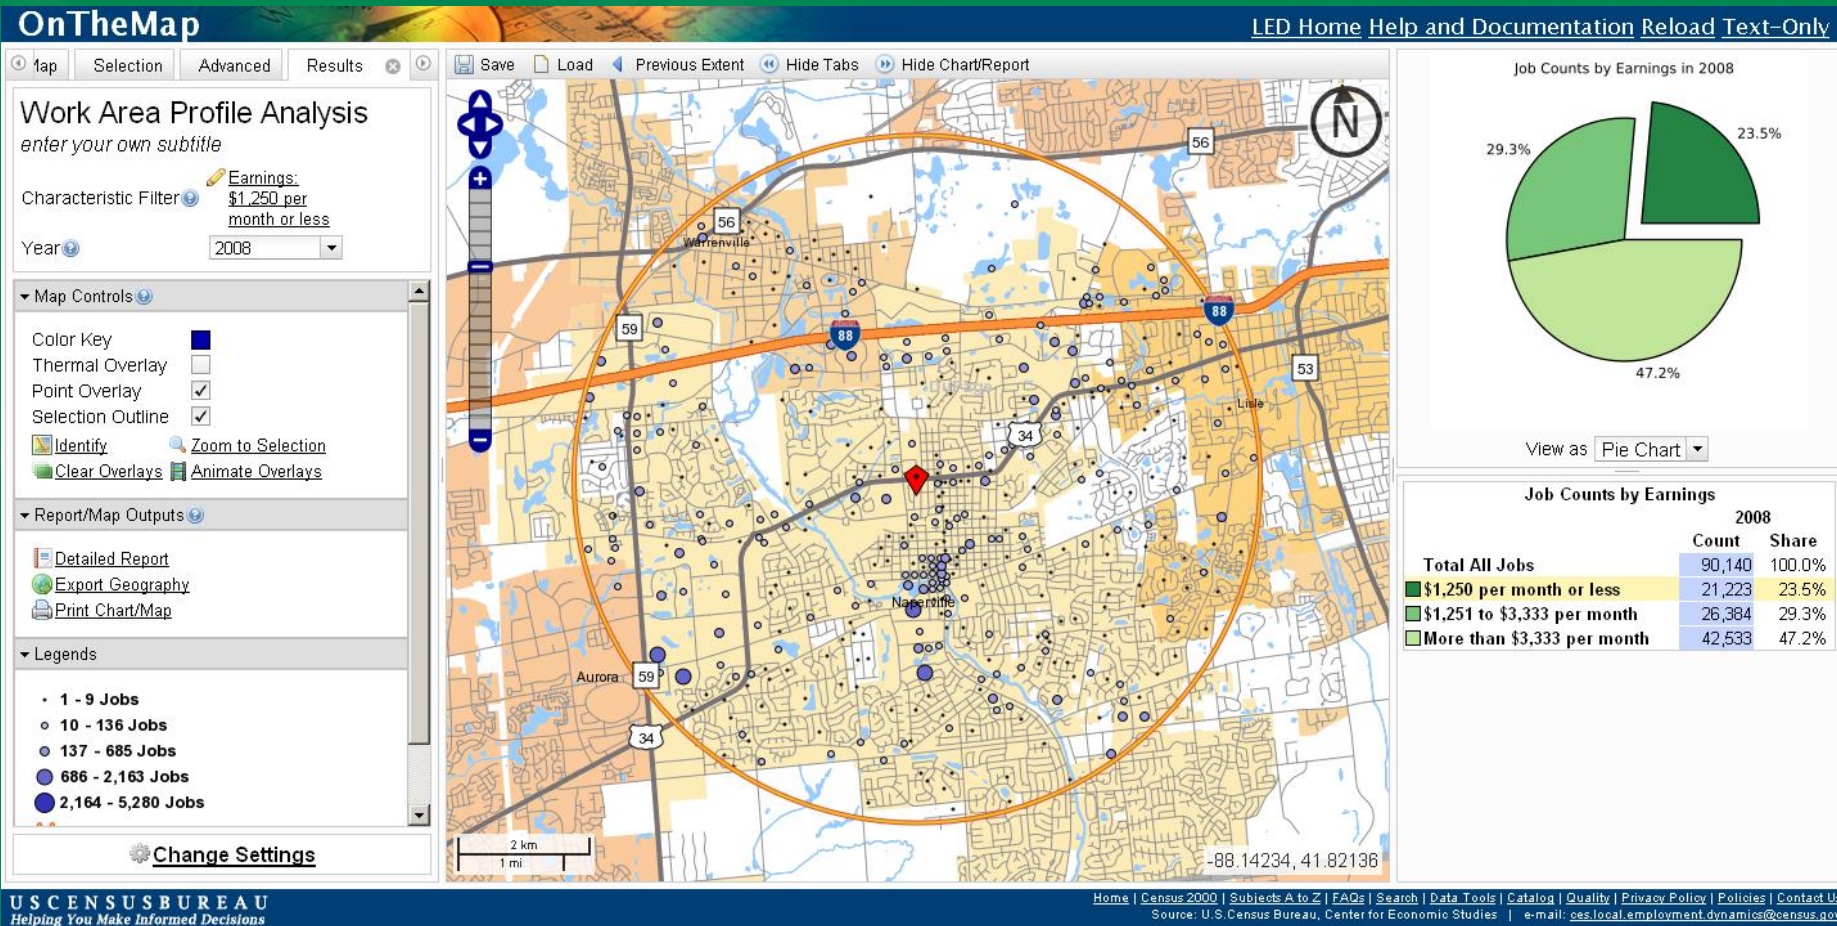 OnTheMap
LED Home Help and Documentation Reload Text-Only
Map Selection Advanced Results
Save Load Previous Extent Hide Tabs Hide Chart/Report
Work Area Profile Analysis
enter your own subtitle
Characteristic Filter
Earnings:
$1,250 per
month or less
Year 2008
Map Controls
Color Key
Thermal Overlay
Point Overlay
Selection Outline
Identify Zoom to Selection
Clear Overlays Animate Overlays
Report/Map Outputs
Detailed Report
Export Geography
Print Chart/Map
Legends
1 - 9 Jobs
10 - 136 Jobs
137 - 685 Jobs
686 - 2,163 Jobs
2,164 - 5,280 Jobs
Change Settings
N
56
56
Warrenville
59
88
88
53
DuPage
Lisle
34
Naperville
Aurora
59
34
2 km
1 mi
-88.14234, 41.82136
Job Counts by Earnings in 2008
29.3%
23.5%
47.2%
View as Pie Chart
Job Counts by Earnings
2008
Count Share
Total All Jobs 90,140 100.0%
$1,250 per month or less 21,223 23.5%
$1,251 to $3,333 per month 26,384 29.3%
More than $3,333 per month 42,533 47.2%
USCENSUSBUREAU
Helping You Make Informed Decisions
Home | Census 2000 | Subjects A to Z | FAQs | Search | Data Tools | Catalog | Quality | Privacy Policy | Policies | Contact U
Source: U.S.Census Bureau, Center for Economic Studies | e-mail: ces.local.employment.dynamics@census.gov